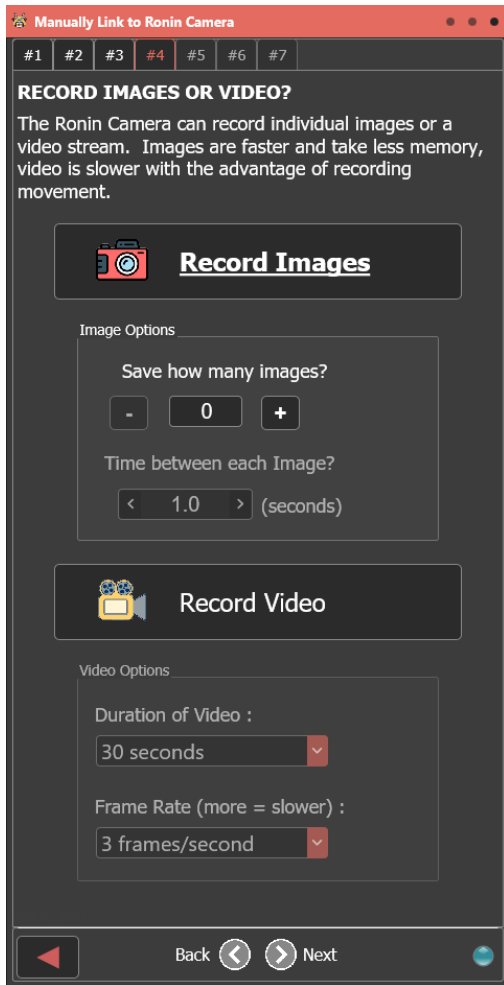 Manually Link to Ronin Camera
#1 #2 #3 #4 #5 #6 #7
RECORD IMAGES OR VIDEO?
The Ronin Camera can record individual images or a
video stream.  Images are faster and take less memory,
video is slower with the advantage of recording
movement.
Record Images
Image Options
Save how many images?
- 0 +
Time between each Image?
< 1.0 > (seconds)
Record Video
Video Options
Duration of Video :
30 seconds
Frame Rate (more = slower) :
3 frames/second
Back Next